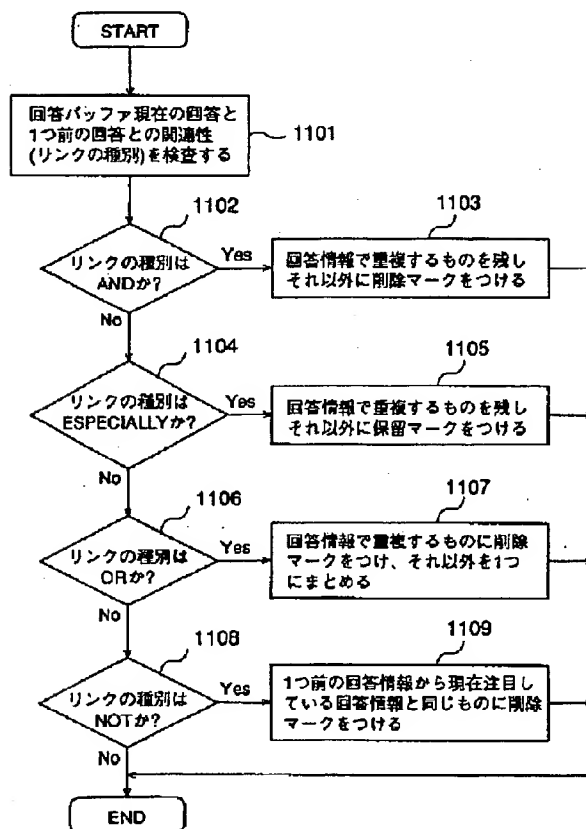 START
回答バッファ現在の回答と
1つ前の回答との関連性
(リンクの種別)を検査する
1101
1102
リンクの種別は
ANDか?
Yes
No
1103
回答情報で重複するものを残し
それ以外に削除マークをつける
1104
リンクの種別は
ESPECIALLYか?
Yes
No
1105
回答情報で重複するものを残し
それ以外に保留マークをつける
1106
リンクの種別は
ORか?
Yes
No
1107
回答情報で重複するものに削除
マークをつけ、それ以外を1つ
にまとめる
1108
リンクの種別は
NOTか?
Yes
No
1109
1つ前の回答情報から現在注目し
ている回答情報と同じものに削除
マークをつける
END